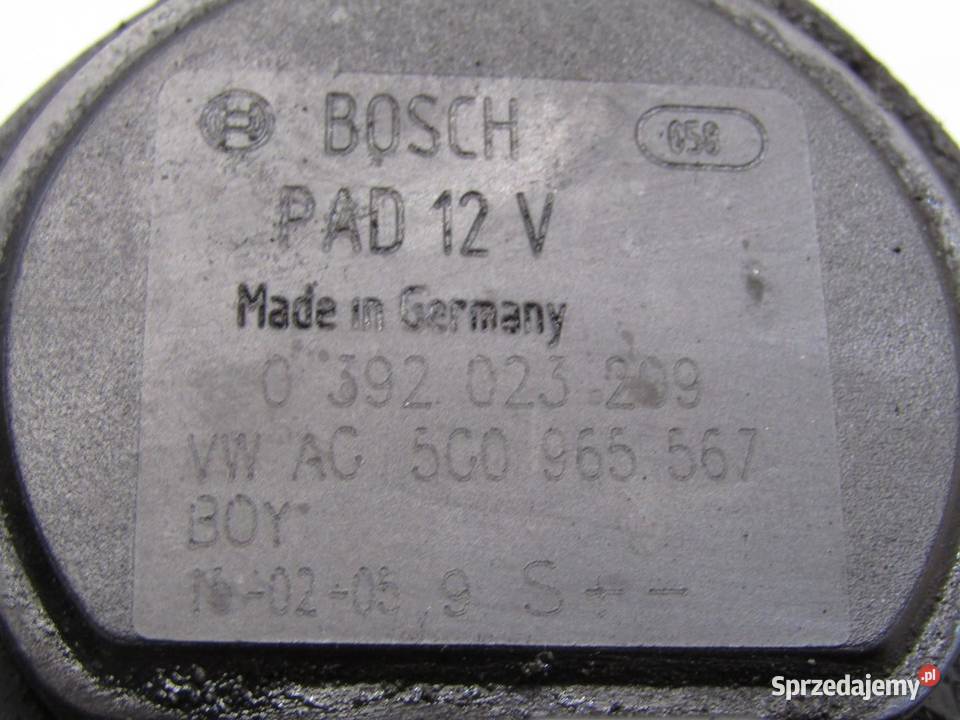 BOSCH 058
PAD 12 V
Made in Germany
0 392 023 209
VW AG 5C0 965 567
BOY
-02-05 9 S + -
Sprzedajemy.pl